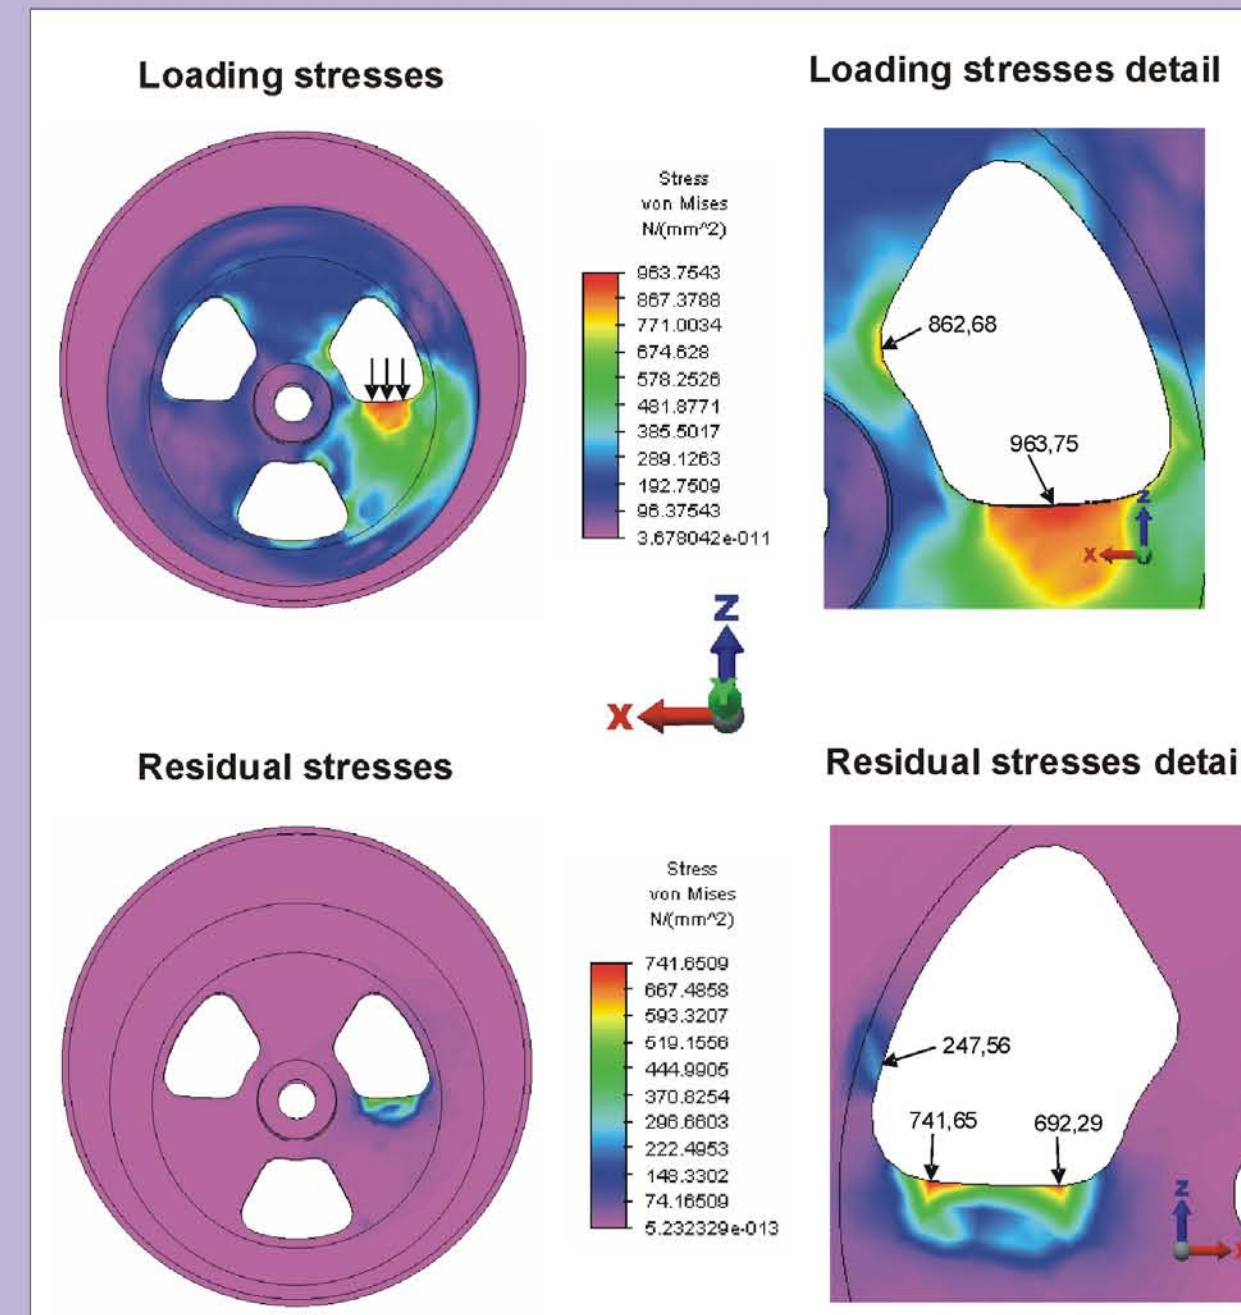 Loading stresses
Loading stresses detail
Stress
von Mises
N/(mm^2)
963.7543
867.3788
771.0034
674.628
578.2526
481.8771
385.5017
289.1263
192.7509
96.37543
3.678042e-011
862,68
963,75
Z
X
Z
Y
X
Residual stresses
Residual stresses detai
Stress
von Mises
N/(mm^2)
741.6509
667.4858
593.3207
519.1556
444.9905
370.8254
296.6603
222.4953
148.3302
74.16509
5.232329e-013
247,56
741,65
692,29
Z
X